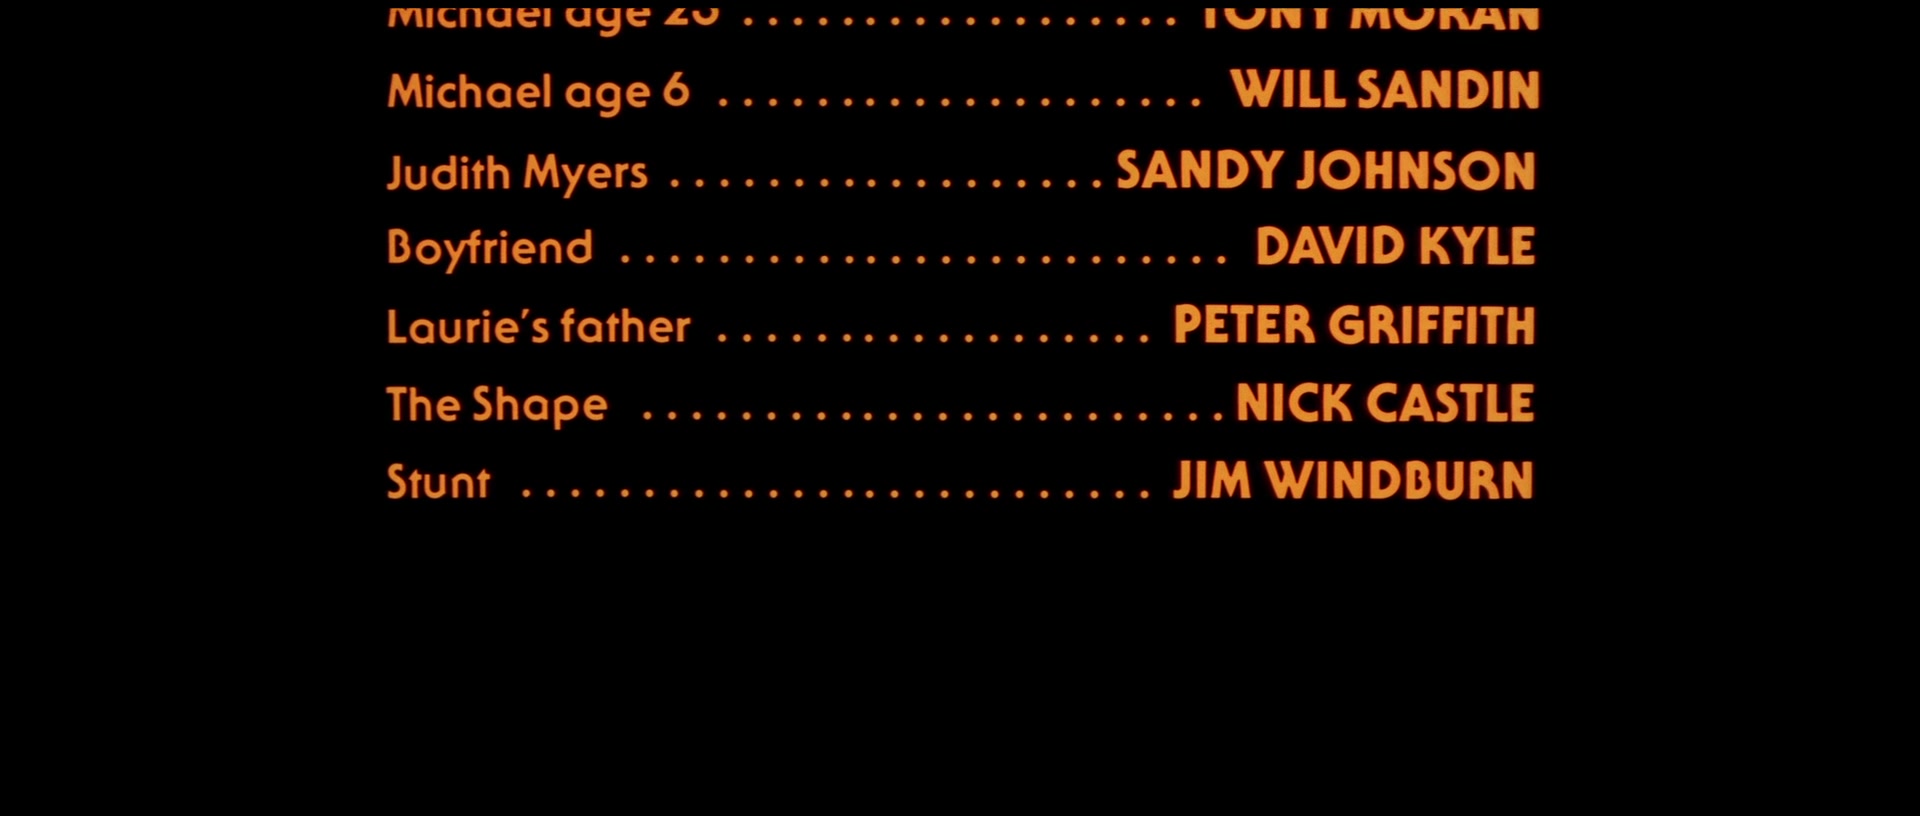 Michael age 23 .................. TONY MORAN
Michael age 6 .................... WILL SANDIN
Judith Myers .................. SANDY JOHNSON
Boyfriend ......................... DAVID KYLE
Laurie's father .................. PETER GRIFFITH
The Shape ........................ NICK CASTLE
Stunt .......................... JIM WINDBURN